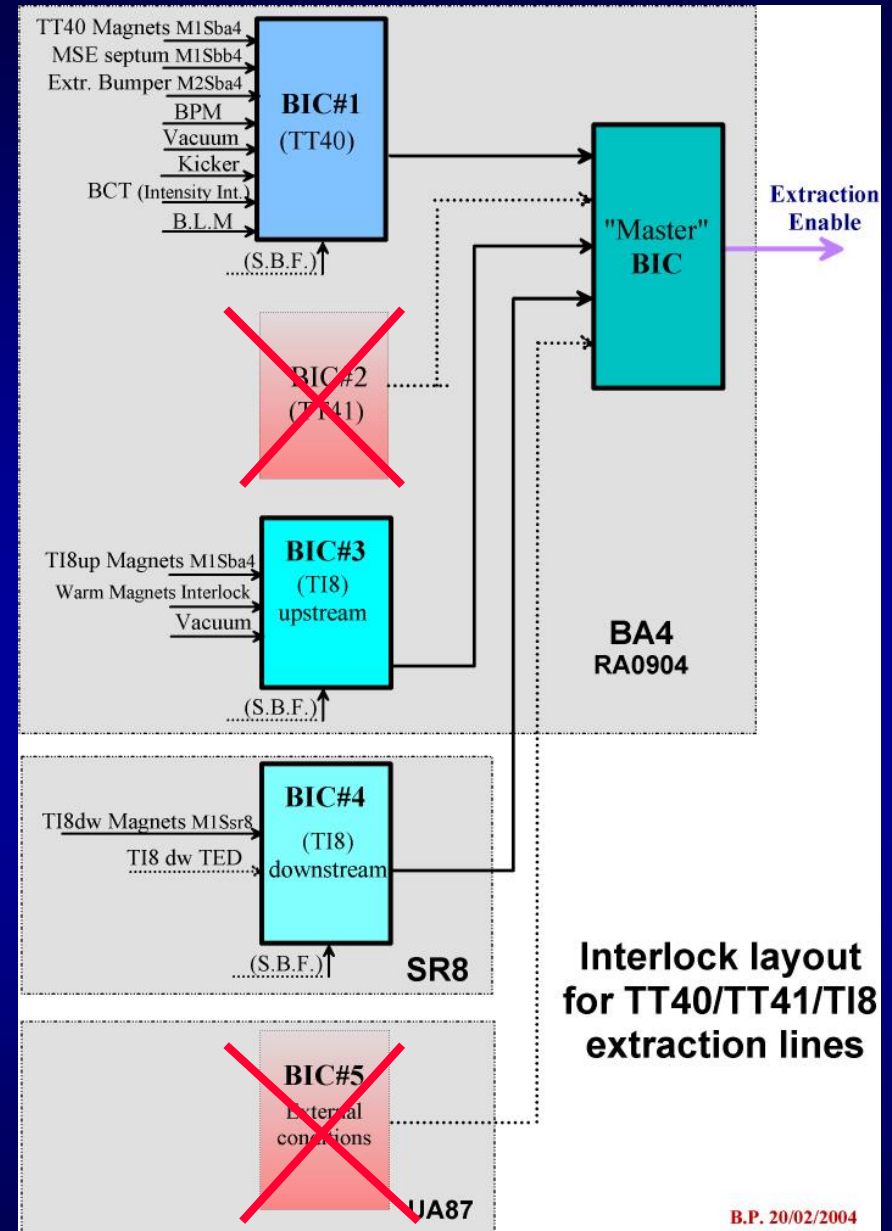 TT40 Magnets M1Sba4
MSE septum M1Sbb4
Extr. Bumper M2Sba4
BPM
Vacuum
Kicker
BCT (Intensity Int.)
B.L.M
BIC#1
(TT40)
(S.B.F.)
"Master"
BIC
Extraction
Enable
BIC#2
(TT41)
TI8up Magnets M1Sba4
Warm Magnets Interlock
Vacuum
BIC#3
(TI8)
upstream
(S.B.F.)
BA4
RA0904
TI8dw Magnets M1Ssr8
TI8 dw TED
BIC#4
(TI8)
downstream
(S.B.F.)
SR8
Interlock layout
for TT40/TT41/TI8
extraction lines
BIC#5
External
conditions
UA87
B.P. 20/02/2004